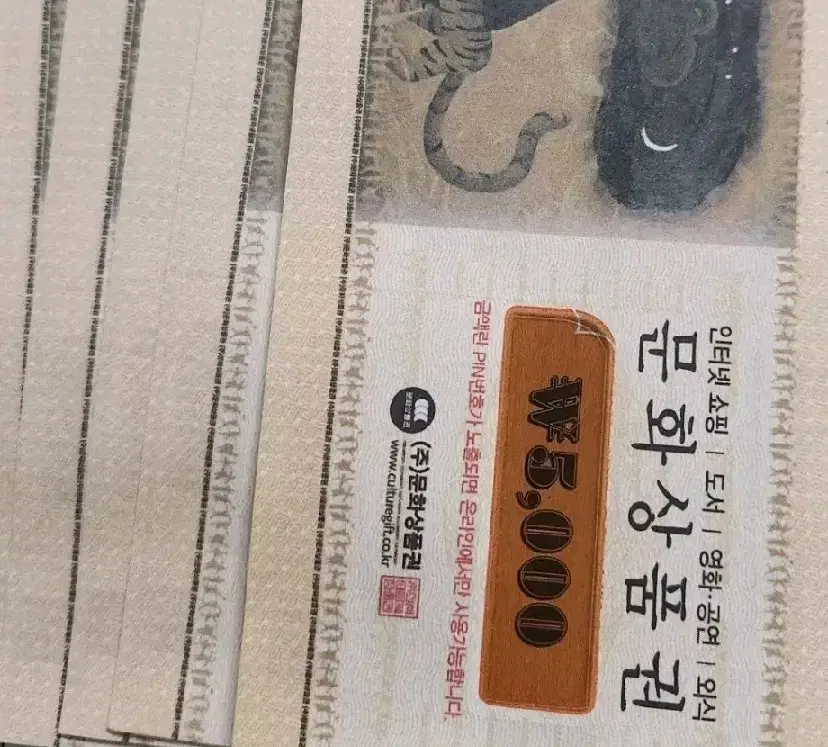 인터넷 쇼핑 | 도서 | 영화·공연 | 외식
문화상품권
₩5,000
금액란 PIN번호가 노출되면 온라인에서만 사용가능합니다.
(주)문화상품권
www.culturegift.co.kr